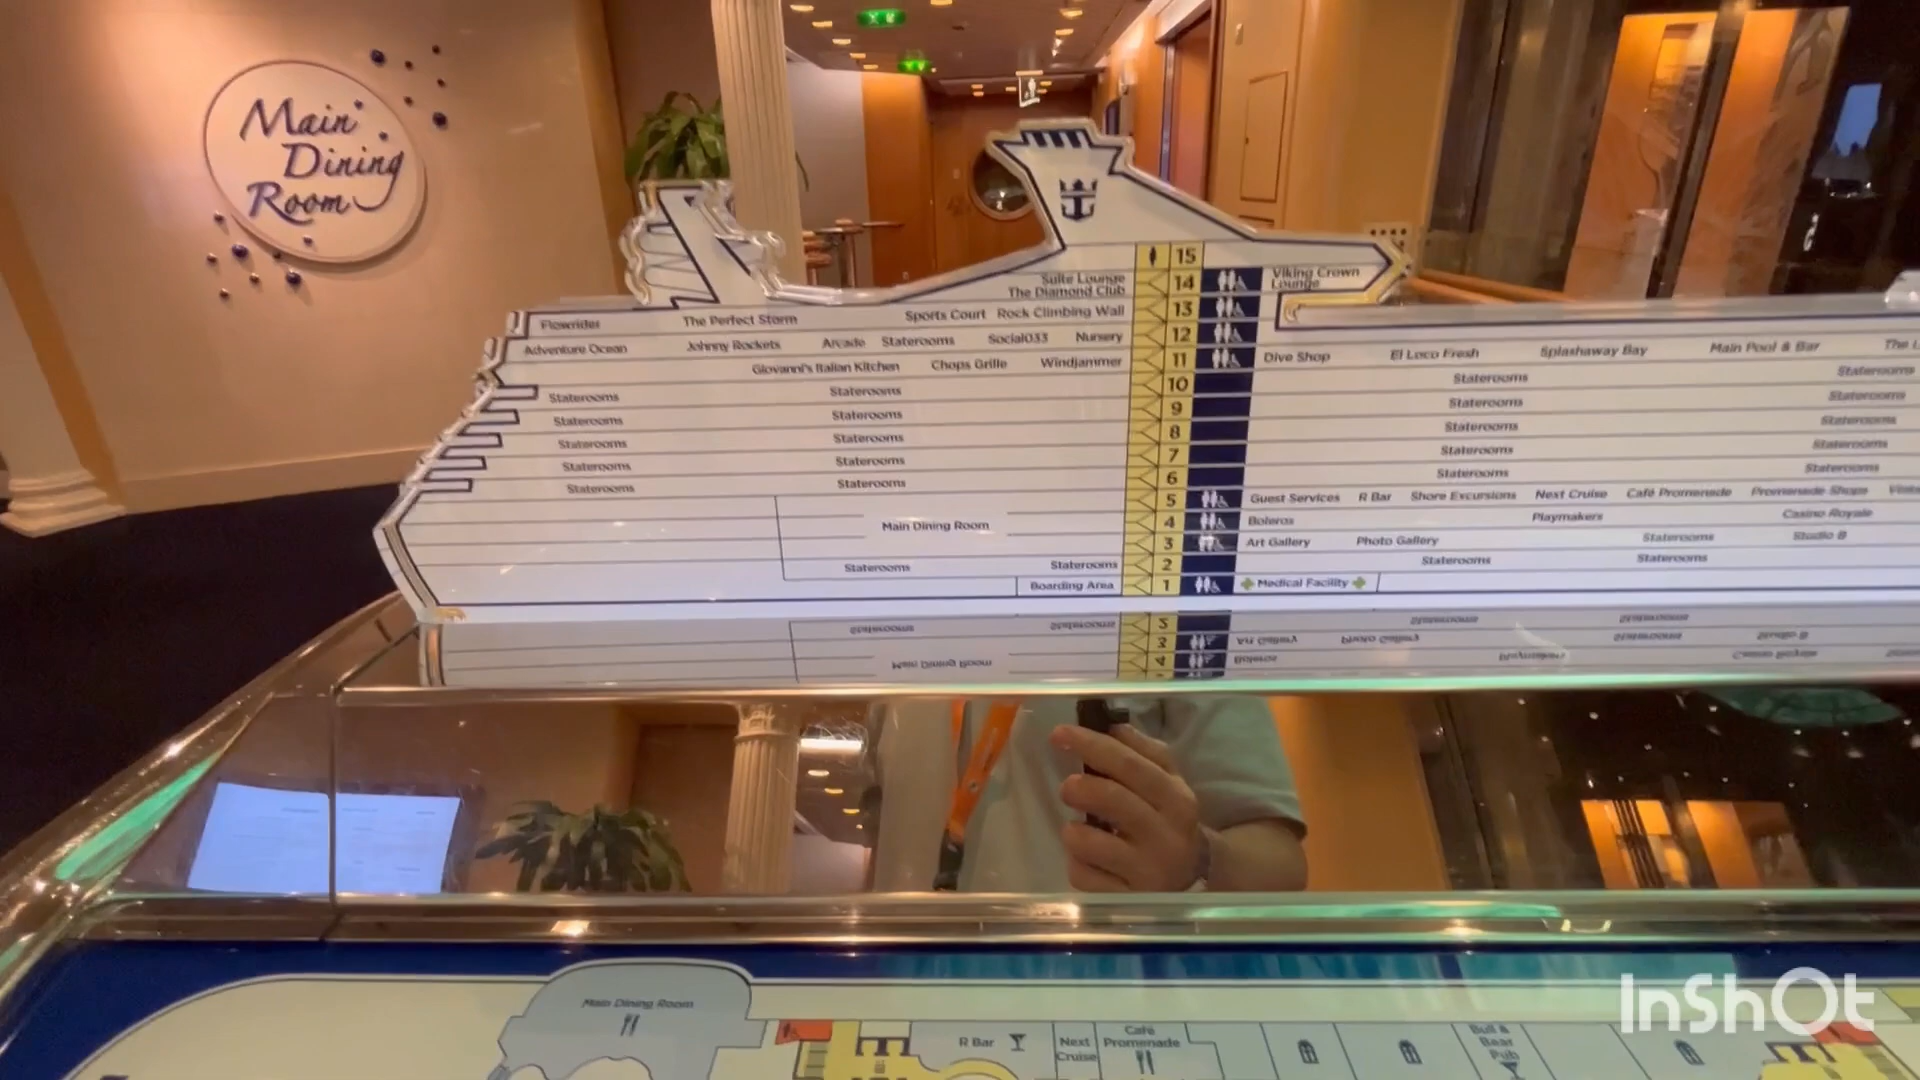 Main
Dining
Room
15
Suite Lounge
The Diamond Club
14
Viking Crown
Lounge
Flowrider The Perfect Storm Sports Court Rock Climbing Wall 13
Adventure Ocean Johnny Rockets Arcade Staterooms Social033 Nursery 12
Giovanni's Italian Kitchen Chops Grille Windjammer 11 Dive Shop El Loco Fresh Splashaway Bay Main Pool & Bar The
Staterooms Staterooms 10 Staterooms Staterooms
Staterooms Staterooms 9 Staterooms Staterooms
Staterooms Staterooms 8 Staterooms Staterooms
Staterooms Staterooms 7 Staterooms Staterooms
Staterooms Staterooms 6 Staterooms Staterooms
5 Guest Services R Bar Shore Excursions Next Cruise Café Promenade Promenade Shops
Main Dining Room 4 Boleros Playmakers Casino Royale
3 Art Gallery Photo Gallery Staterooms Studio B
Staterooms Staterooms 2 Staterooms Staterooms
Boarding Area 1 Medical Facility
Main Dining Room
R Bar
Next
Cruise
Café
Promenade
Bull &
Bear
Pub
InShOt